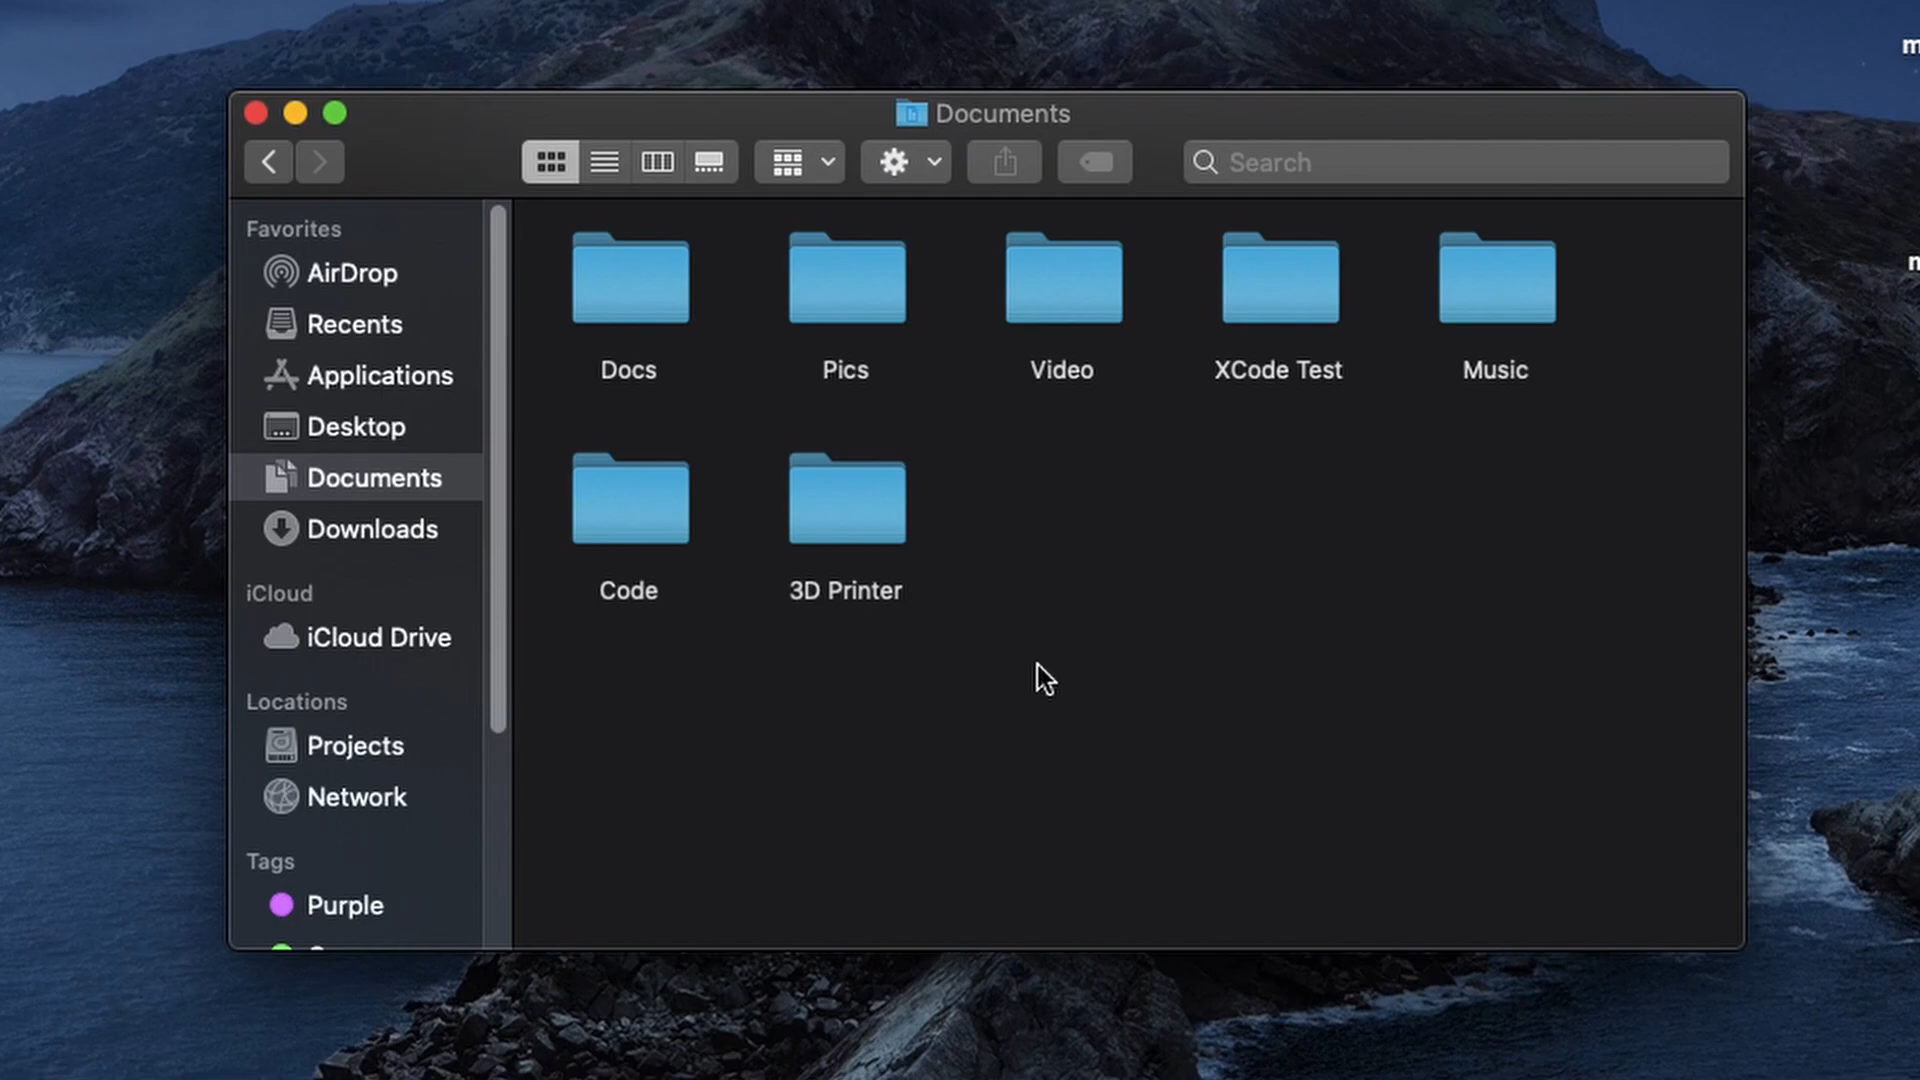 Documents
Search
Favorites
AirDrop
Recents
Applications
Desktop
Documents
Downloads
iCloud
iCloud Drive
Locations
Projects
Network
Tags
Purple
Docs
Pics
Video
XCode Test
Music
Code
3D Printer